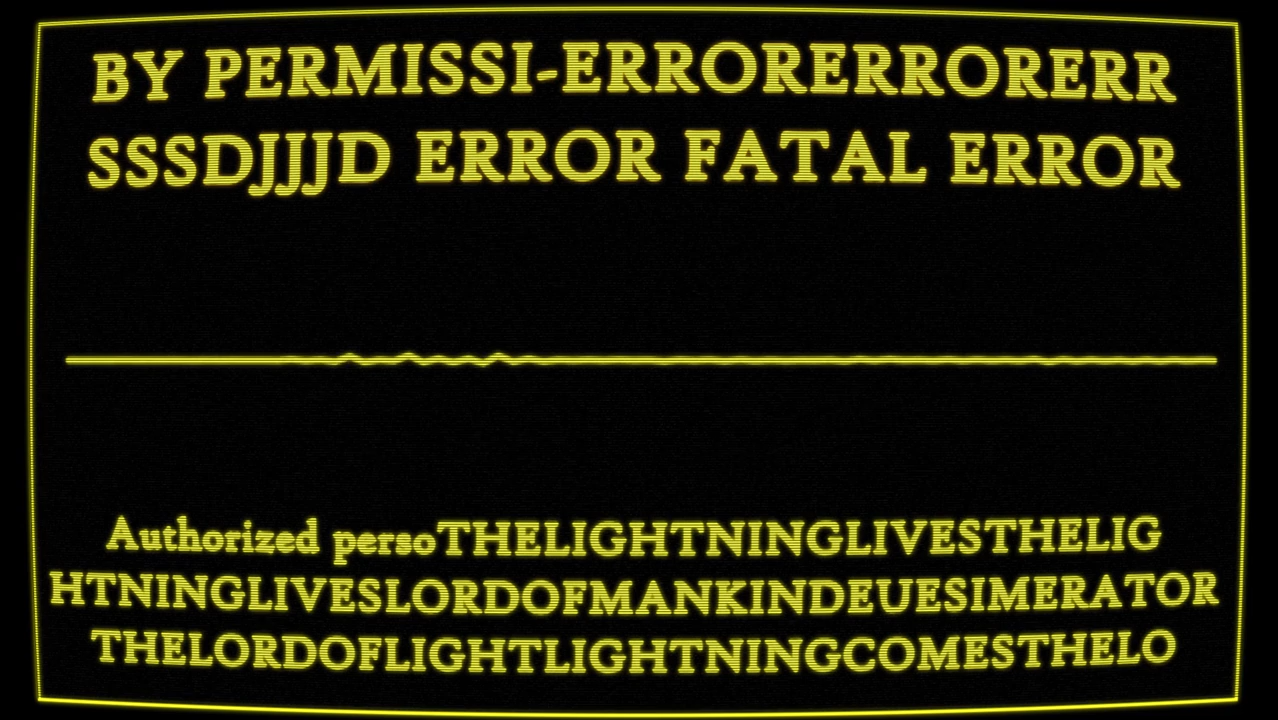 BY PERMISSI-ERRORERRORERR
SSSDJJJD ERROR FATAL ERROR
Authorized persoTHELIGHTNINGLIVESTHELIG
HTNINGLIVESLORDOFMANKINDEUESIMERATOR
THELORDOFLIGHTLIGHTNINGCOMESTHELO